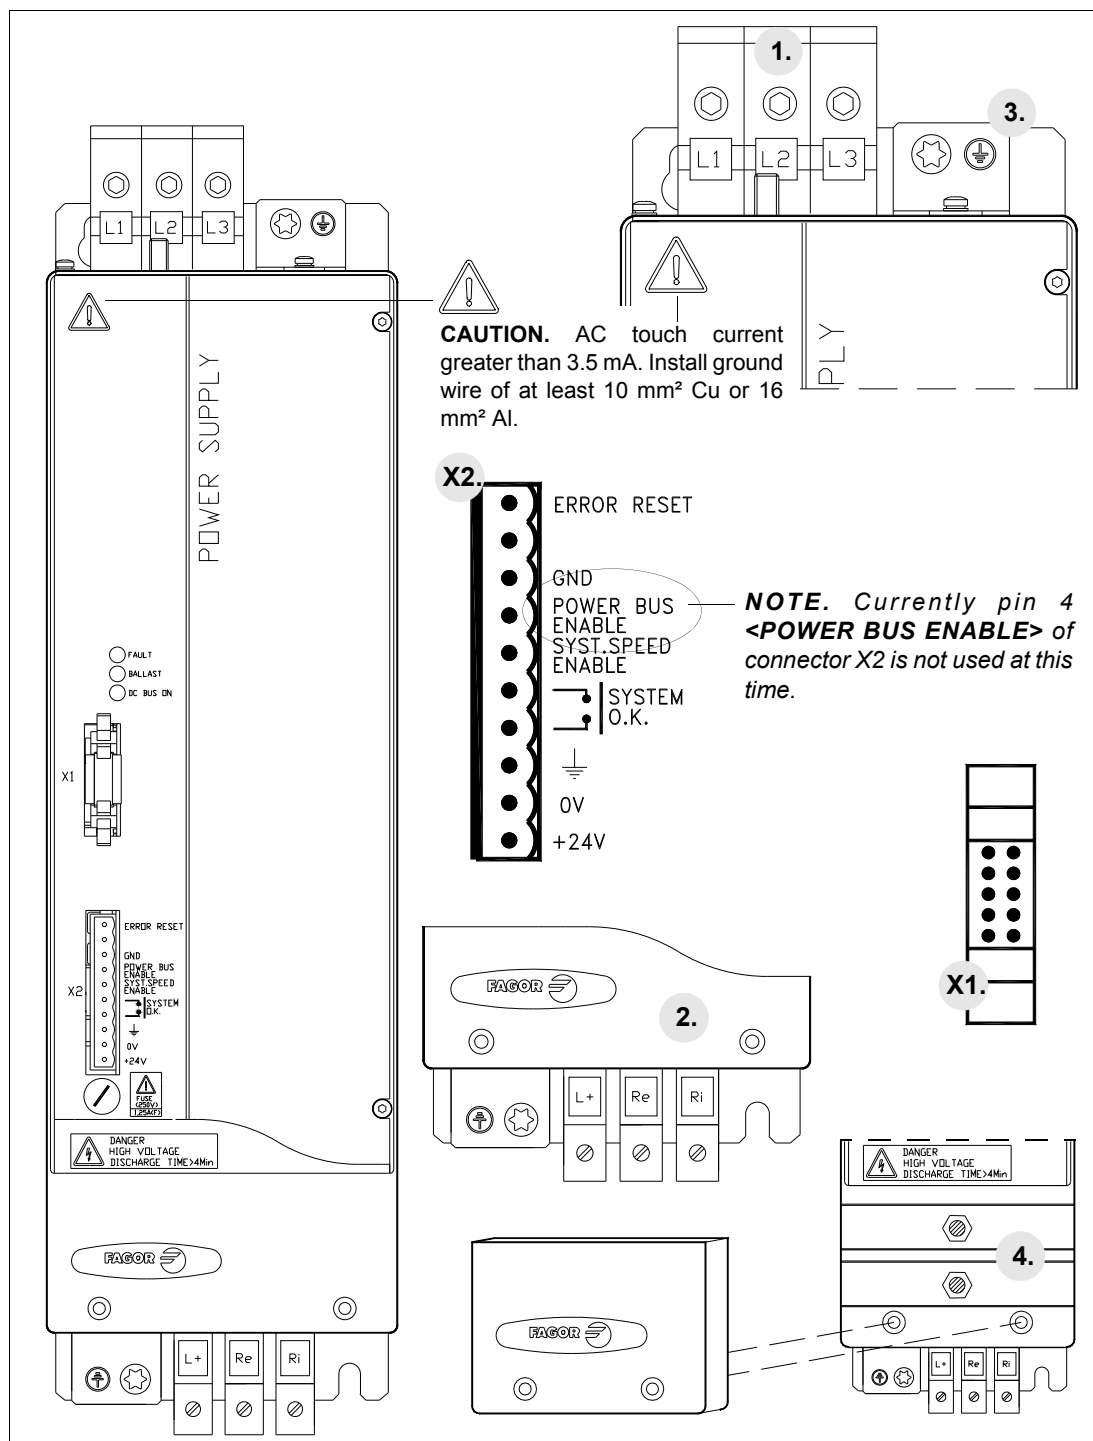 L1
L2
L3
POWER SUPPLY
FAULT
BALLAST
DC BUS ON
X1
X2
ERROR RESET
GND
POWER BUS
ENABLE
SYST.SPEED
ENABLE
SYSTEM
O.K.
0V
+24V
FUSE
(250V)
1.25A(F)
DANGER
HIGH VOLTAGE
DISCHARGE TIME>4Min
FAGOR
L+
Re
Ri
1.
3.
L1
L2
L3
PLY
CAUTION. AC touch current
greater than 3.5 mA. Install ground
wire of at least 10 mm² Cu or 16
mm² Al.
X2.
ERROR RESET
GND
POWER BUS
ENABLE
SYST.SPEED
ENABLE
SYSTEM
O.K.
0V
+24V
NOTE. Currently pin 4
<POWER BUS ENABLE> of
connector X2 is not used at this
time.
X1.
FAGOR
2.
L+
Re
Ri
FAGOR
DANGER
HIGH VOLTAGE
DISCHARGE TIME>4Min
4.
L+
Re
Ri